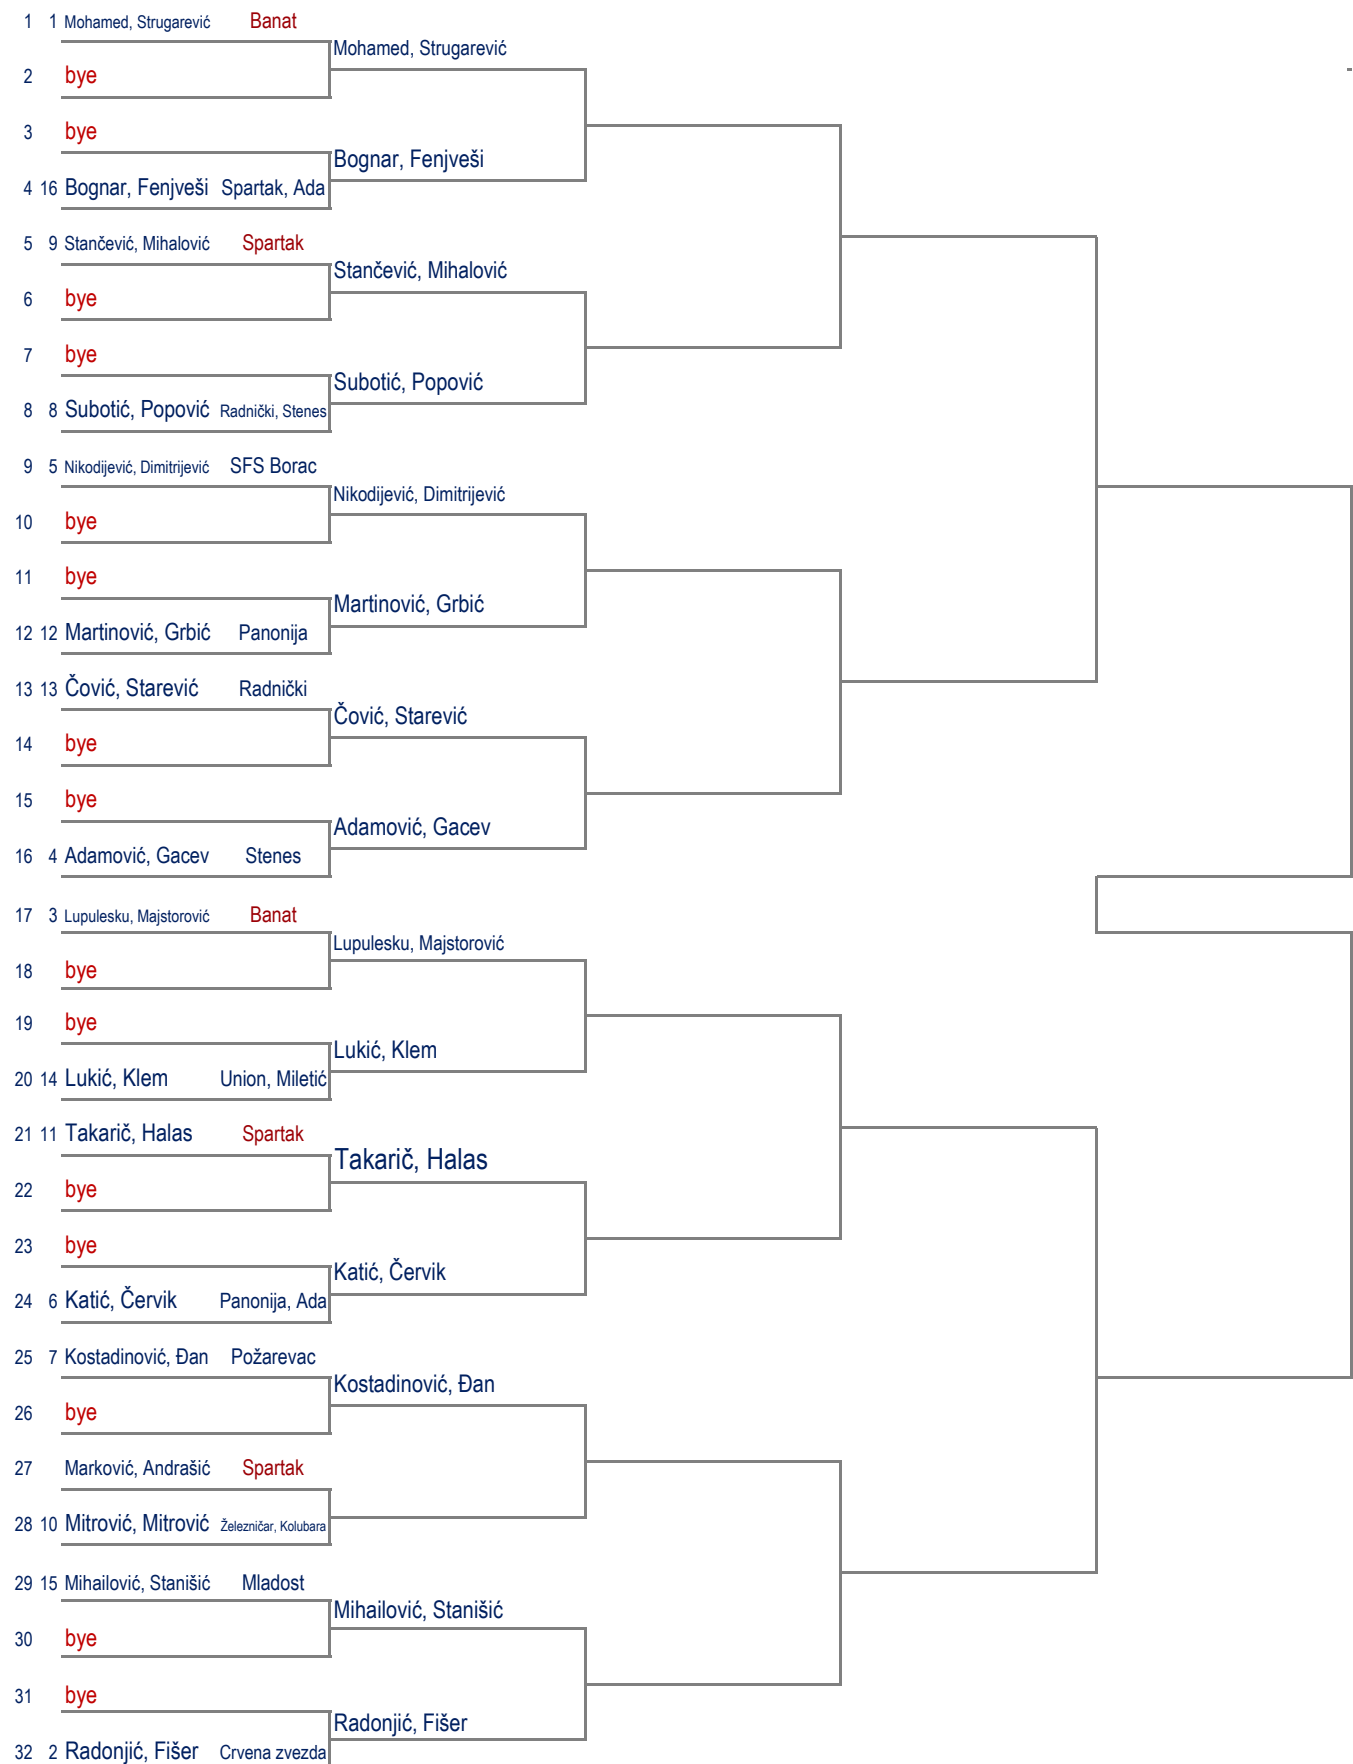 1 1 Mohamed, Strugarević Banat
Mohamed, Strugarević
2 bye
3 bye
Bognar, Fenjveši
4 16 Bognar, Fenjveši Spartak, Ada
5 9 Stančević, Mihalović Spartak
Stančević, Mihalović
6 bye
7 bye
Subotić, Popović
8 8 Subotić, Popović Radnički, Stenes
9 5 Nikodijević, Dimitrijević SFS Borac
Nikodijević, Dimitrijević
10 bye
11 bye
Martinović, Grbić
12 12 Martinović, Grbić Panonija
13 13 Čović, Starević Radnički
Čović, Starević
14 bye
15 bye
Adamović, Gacev
16 4 Adamović, Gacev Stenes
17 3 Lupulesku, Majstorović Banat
Lupulesku, Majstorović
18 bye
19 bye
Lukić, Klem
20 14 Lukić, Klem Union, Miletić
21 11 Takarič, Halas Spartak
Takarič, Halas
22 bye
23 bye
Katić, Červik
24 6 Katić, Červik Panonija, Ada
25 7 Kostadinović, Đan Požarevac
Kostadinović, Đan
26 bye
27 Marković, Andrašić Spartak
28 10 Mitrović, Mitrović Železničar, Kolubara
29 15 Mihailović, Stanišić Mladost
Mihailović, Stanišić
30 bye
31 bye
Radonjić, Fišer
32 2 Radonjić, Fišer Crvena zvezda